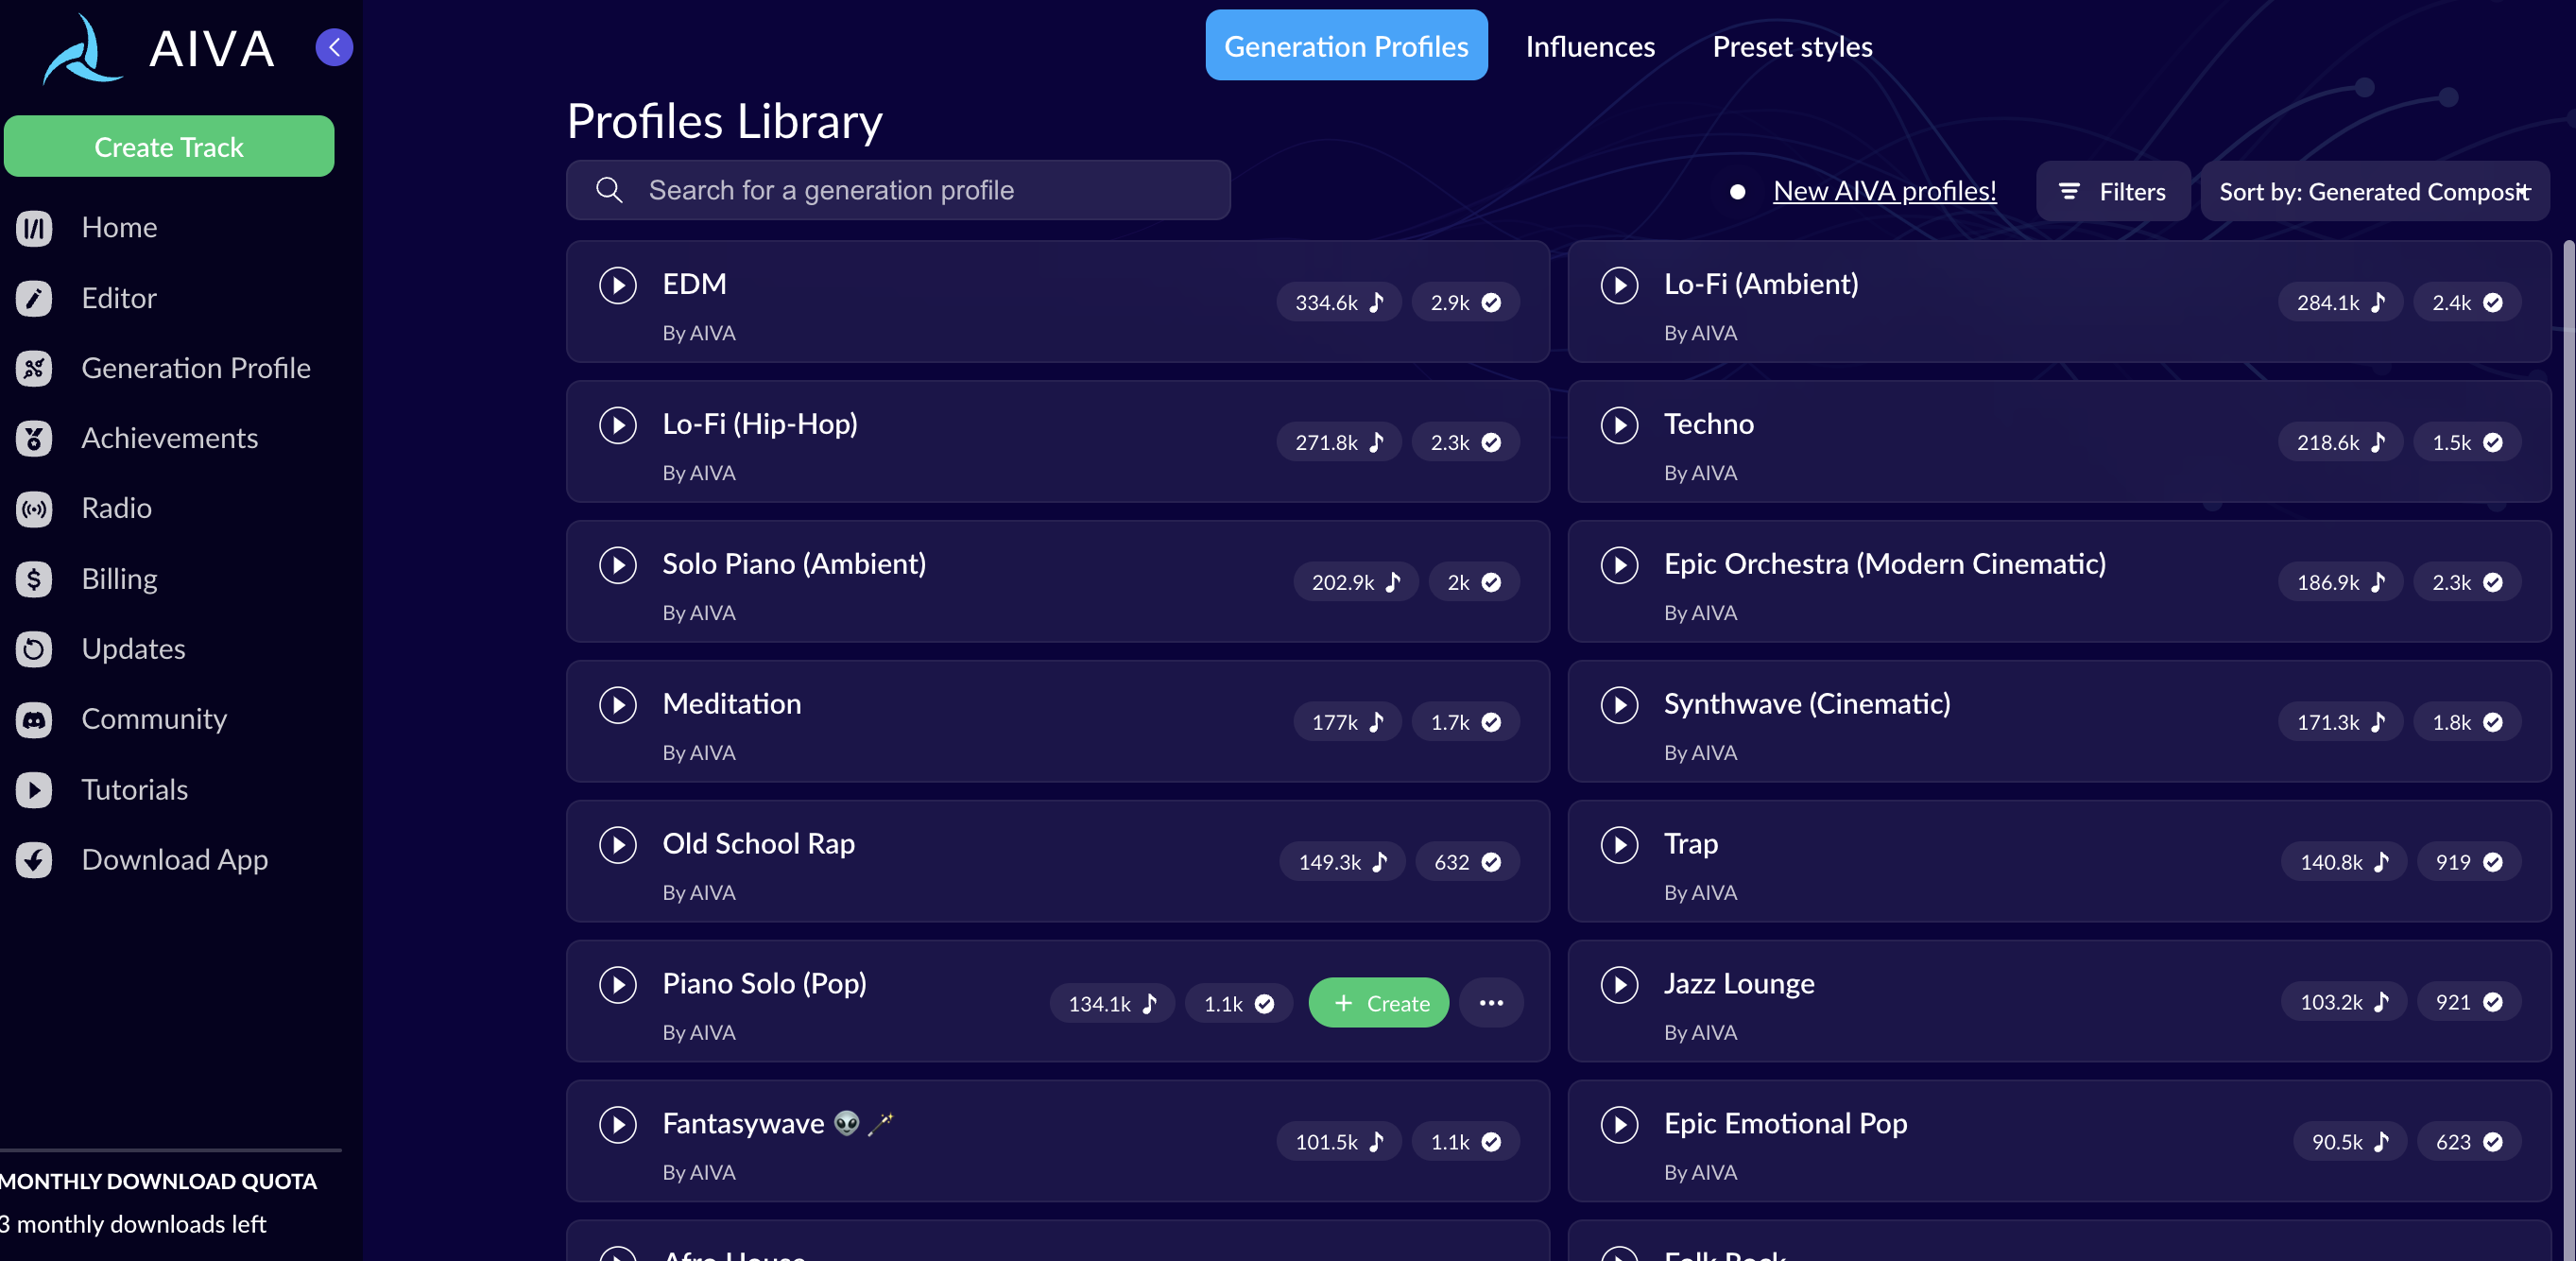 AIVA
Create Track
Home
Editor
Generation Profile
Achievements
Radio
Billing
Updates
Community
Tutorials
Download App
MONTHLY DOWNLOAD QUOTA
3 monthly downloads left
Generation Profiles
Influences
Preset styles
Profiles Library
Search for a generation profile
New AIVA profiles!
Filters
Sort by: Generated Composit
EDM
334.6k
2.9k
By AIVA
Lo-Fi (Ambient)
284.1k
2.4k
By AIVA
Lo-Fi (Hip-Hop)
271.8k
2.3k
By AIVA
Techno
218.6k
1.5k
By AIVA
Solo Piano (Ambient)
202.9k
2k
By AIVA
Epic Orchestra (Modern Cinematic)
186.9k
2.3k
By AIVA
Meditation
177k
1.7k
By AIVA
Synthwave (Cinematic)
171.3k
1.8k
By AIVA
Old School Rap
149.3k
632
By AIVA
Trap
140.8k
919
By AIVA
Piano Solo (Pop)
134.1k
1.1k
+ Create
By AIVA
Jazz Lounge
103.2k
921
By AIVA
Fantasywave 👽 🪄
101.5k
1.1k
By AIVA
Epic Emotional Pop
90.5k
623
By AIVA
Afro House
Folk Rock